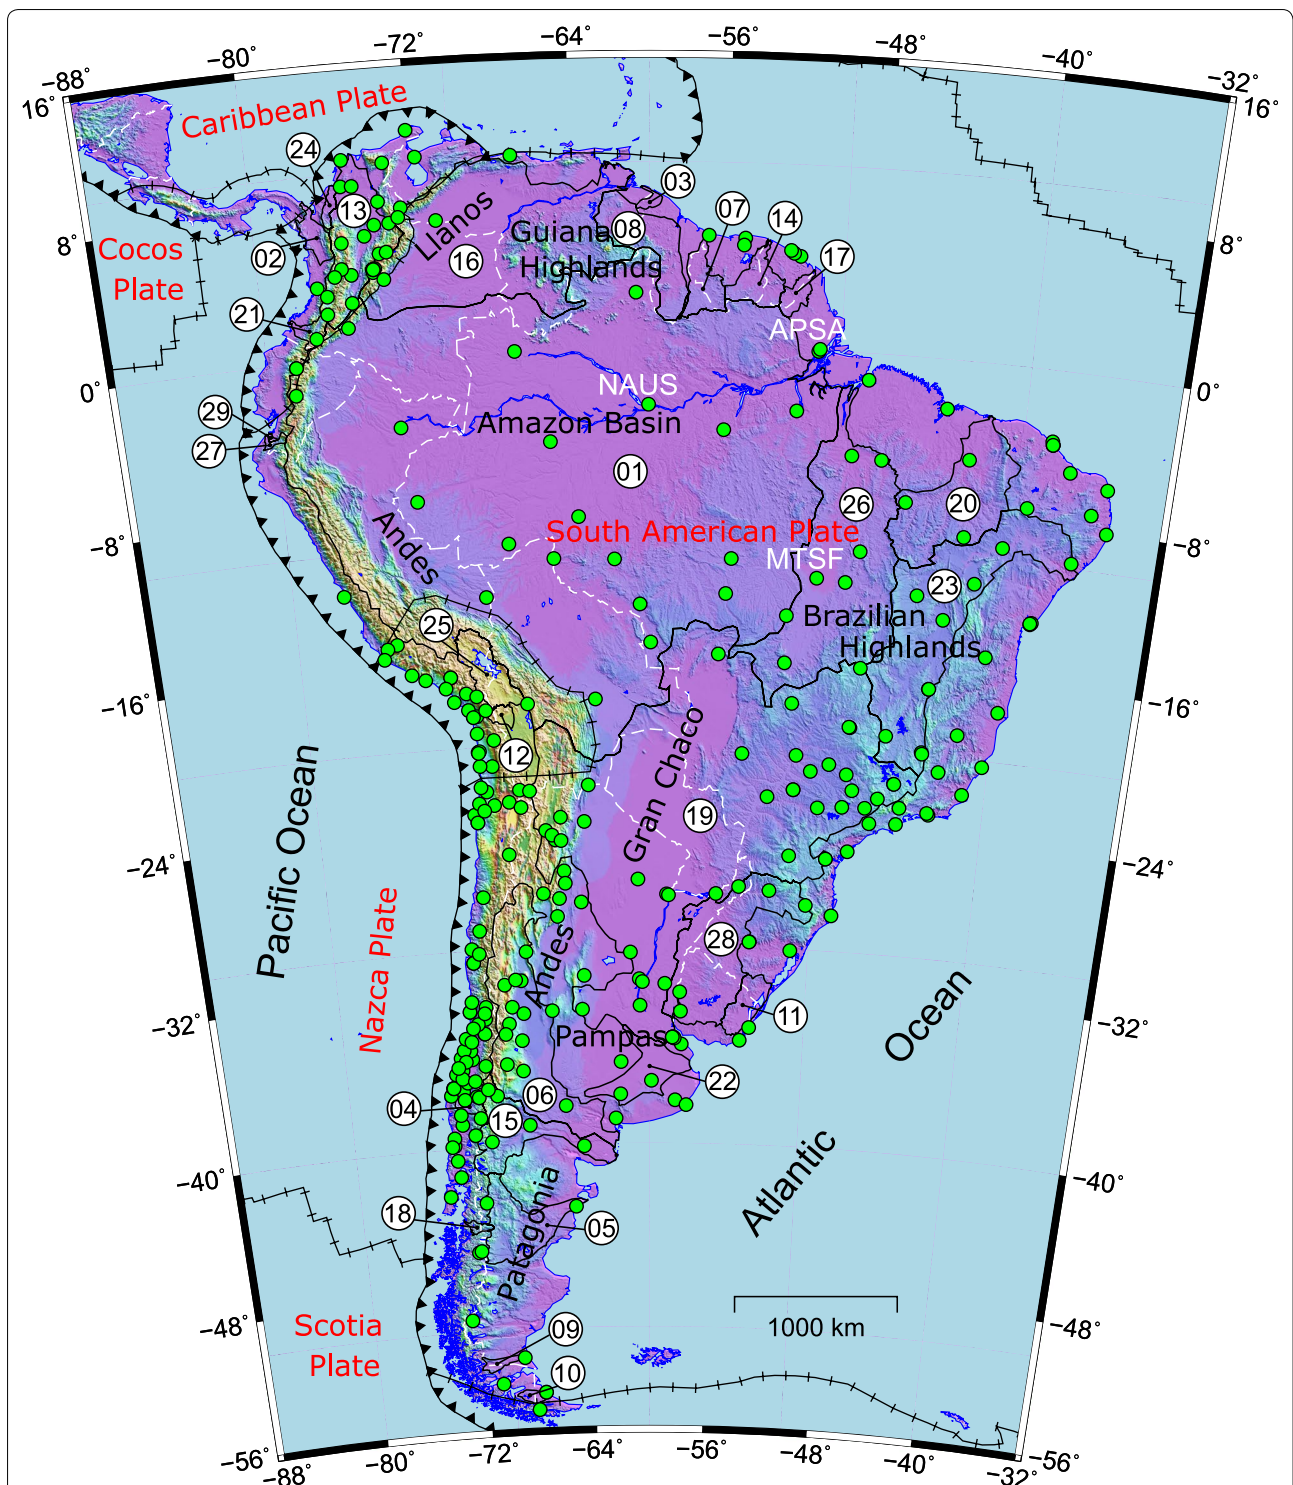 −88° −80° −72° −64° −56° −48° −40° −32°
16° 16°
Caribbean Plate
24
03
07
14
13
08
Llanos
Guiana
Highlands
17
02
16
8° 8°
Cocos
Plate
21
APSA
NAUS
0° 0°
29
27
Amazon Basin
01
26
20
South American Plate
MTSF
Andes
−8° −8°
23
Brazilian
Highlands
25
−16° −16°
12
Gran Chaco
19
Pacific Ocean
−24° −24°
Nazca Plate
28
Andes
11
Ocean
−32° −32°
Pampas
22
06
04
15
Atlantic
−40° −40°
18
05
Patagonia
1000 km
−48° −48°
Scotia
Plate
09
10
−56° −56°
−88° −80° −72° −64° −56° −48° −40° −32°